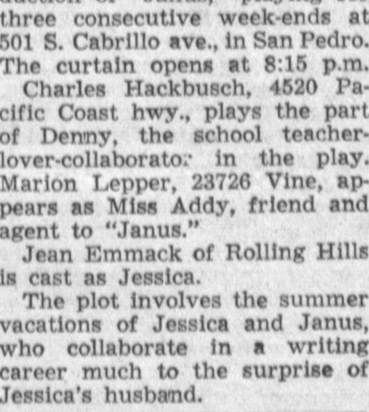 three consecutive week-ends at
501 S. Cabrillo ave., in San Pedro.
The curtain opens at 8:15 p.m.
Charles Hackbusch, 4520 Pa-
cific Coast hwy., plays the part
of Denny, the school teacher-
lover-collaborator in the play.
Marion Lepper, 23726 Vine, ap-
pears as Miss Addy, friend and
agent to "Janus."
Jean Emmack of Rolling Hills
is cast as Jessica.
The plot involves the summer
vacations of Jessica and Janus,
who collaborate in a writing
career much to the surprise of
Jessica's husband.